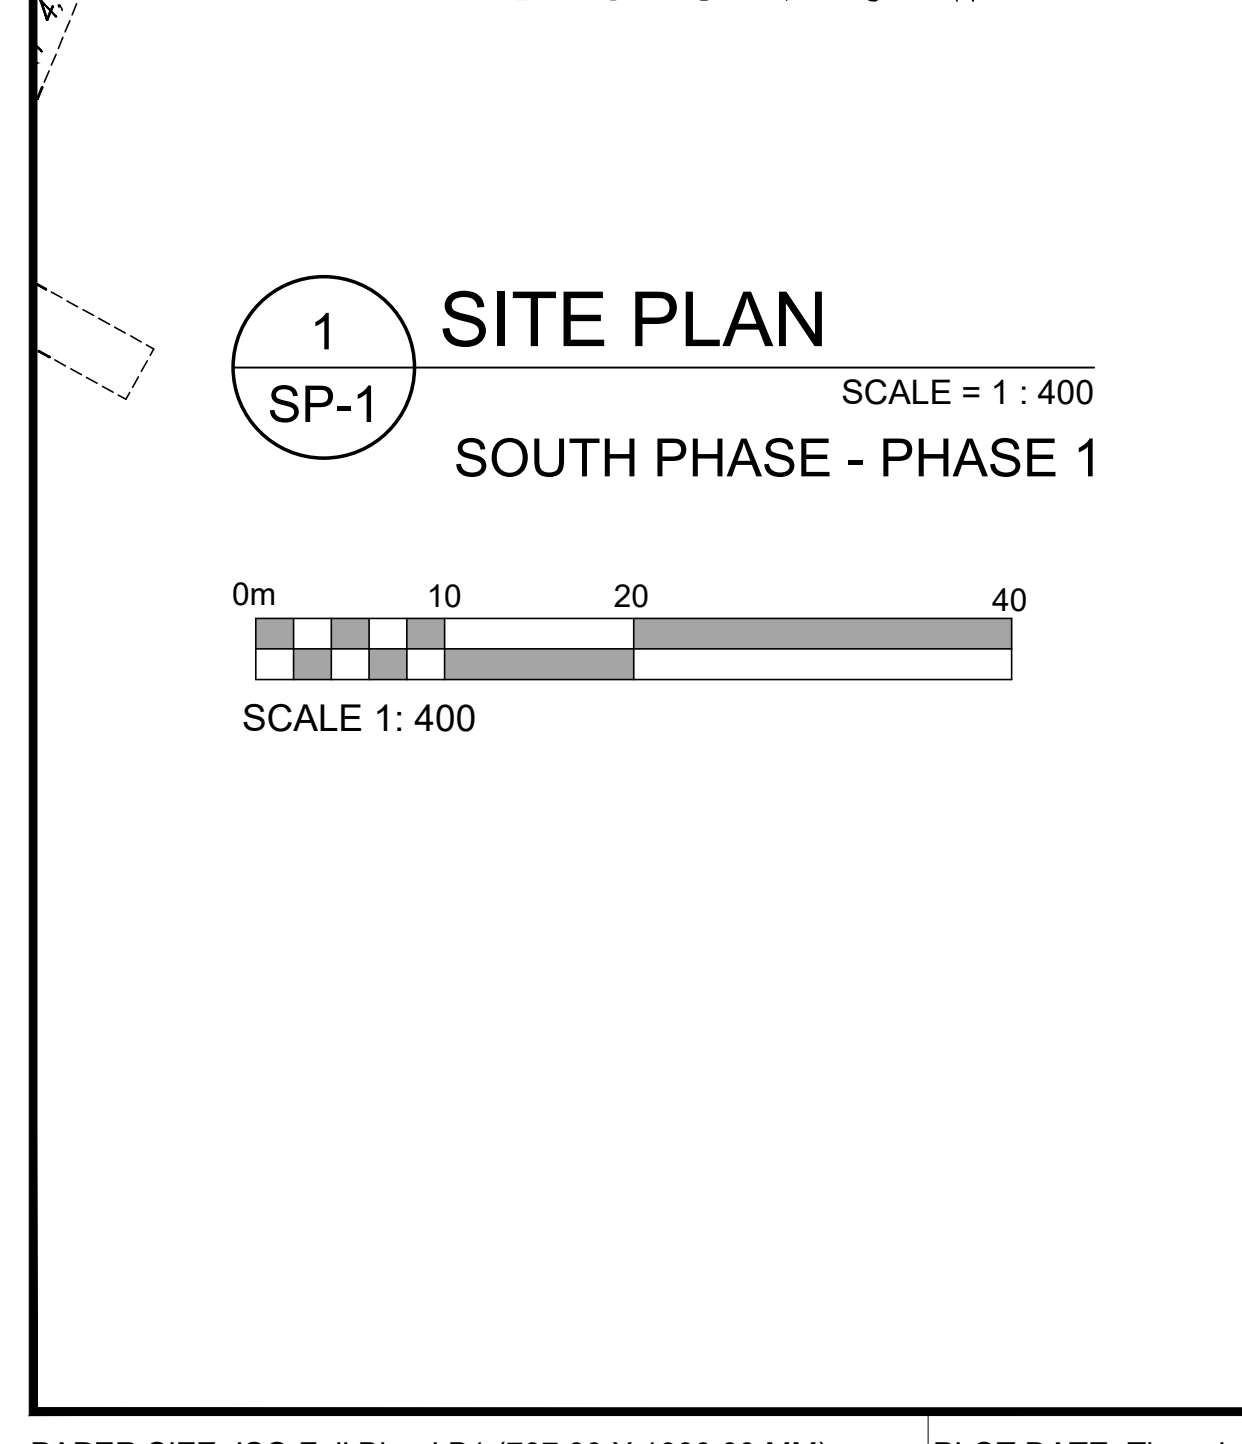 1
SITE PLAN
SP-1
SCALE = 1 : 400
SOUTH PHASE - PHASE 1
0m 10 20 40
SCALE 1: 400